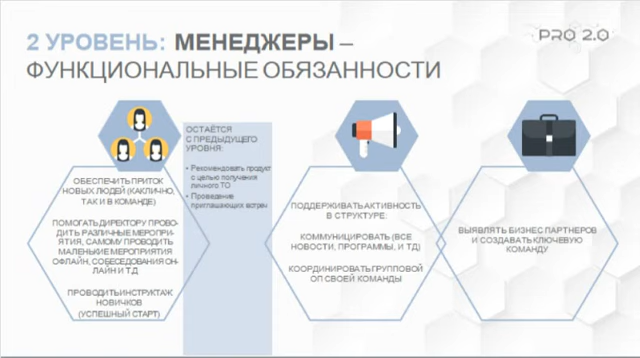 2 УРОВЕНЬ: МЕНЕДЖЕРЫ –
ФУНКЦИОНАЛЬНЫЕ ОБЯЗАННОСТИ
PRO 2.0
ОБЕСПЕЧИТЬ ПРИТОК
НОВЫХ ЛЮДЕЙ (КАК ЛИЧНО,
ТАК И В КОМАНДЕ)
ПОМОГАТЬ ДИРЕКТОРУ ПРОВО-
ДИТЬ РАЗЛИЧНЫЕ МЕРОПРИ-
ЯТИЯ, САМОМУ ПРОВОДИТЬ
МАЛЕНЬКИЕ МЕРОПРИЯТИЯ
ОФЛАЙН, СОБЕСЕДОВАНИЯ ОН-
ЛАЙН И Т.Д
ПРОВОДИТЬ ИНСТРУКТАЖ
НОВИЧКОВ
(УСПЕШНЫЙ СТАРТ)
ОСТАЁТСЯ
С ПРЕДЫДУЩЕГО
УРОВНЯ:
• Рекомендовать продукт
с целью получения
личного ТО
• Проведение
приглашающих встреч
ПОДДЕРЖИВАТЬ АКТИВНОСТЬ
В СТРУКТУРЕ:
КОММУНИЦИРОВАТЬ (ВСЕ
НОВОСТИ, ПРОГРАММЫ, И ТД)
КООРДИНИРОВАТЬ ГРУППОВОЙ
ОП СВОЕЙ КОМАНДЫ
ВЫЯВЛЯТЬ БИЗНЕС ПАРТНЕРОВ
И СОЗДАВАТЬ КЛЮЧЕВУЮ
КОМАНДУ